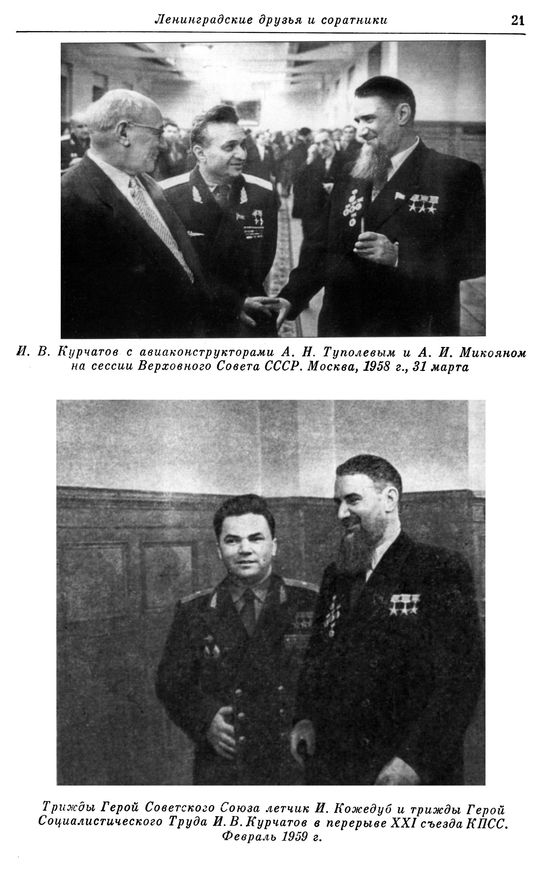 Ленинградские друзья и соратники 21
И. В. Курчатов с авиаконструкторами А. Н. Туполевым и А. И. Микояном
на сессии Верховного Совета СССР. Москва, 1958 г., 31 марта
Трижды Герой Советского Союза летчик И. Кожедуб и трижды Герой
Социалистического Труда И. В. Курчатов в перерыве XXI съезда КПСС.
Февраль 1959 г.